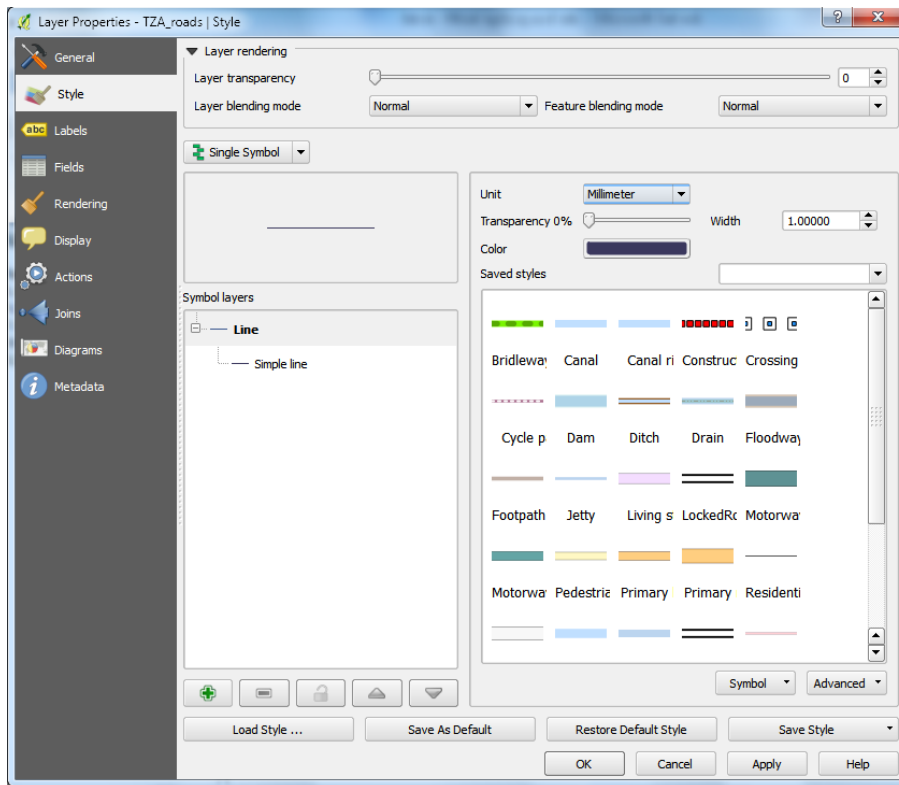 Layer Properties - TZA_roads | Style
General
Style
abc Labels
Fields
Rendering
Display
Actions
Joins
Diagrams
i Metadata
Layer rendering
Layer transparency 0
Layer blending mode Normal Feature blending mode Normal
Single Symbol
Unit Millimeter
Transparency 0% Width 1.00000
Color
Saved styles
Symbol layers
Line
Simple line
Bridleway Canal Canal ri Construc Crossing
Cycle p Dam Ditch Drain Floodway
Footpath Jetty Living s LockedRo Motorwa
Motorwa Pedestria Primary Primary Residenti
Symbol Advanced
Load Style ... Save As Default Restore Default Style Save Style
OK Cancel Apply Help